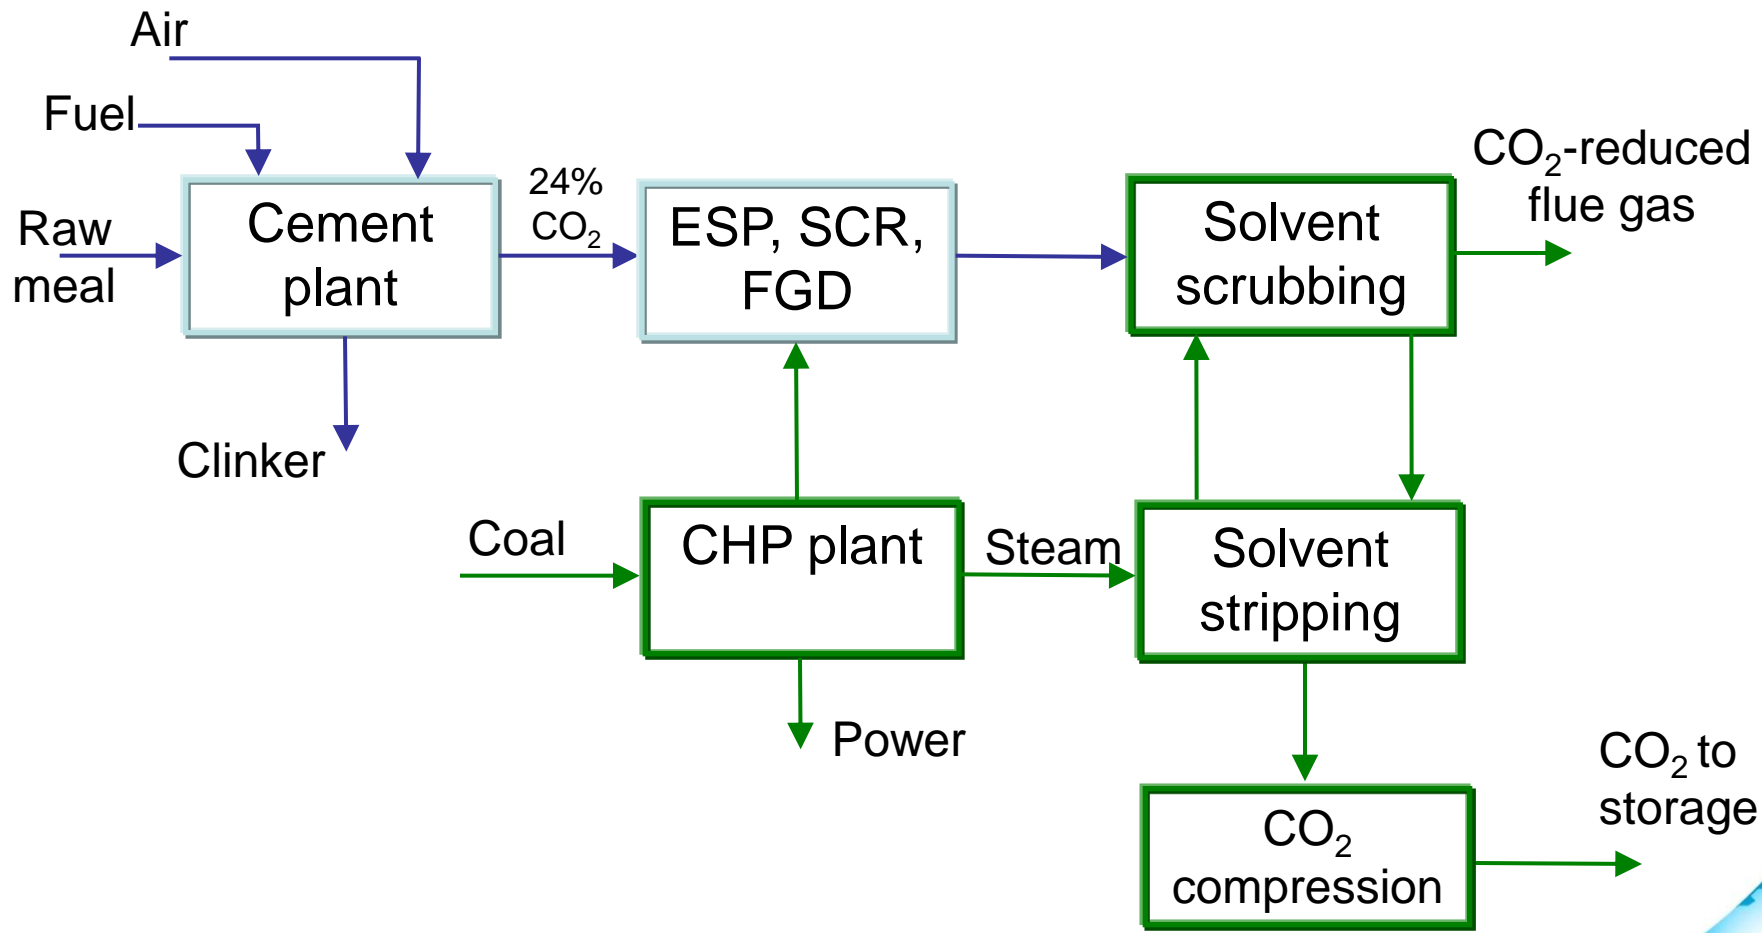 Air
Fuel
Raw
meal
Cement
plant
24%
CO₂
ESP, SCR,
FGD
Solvent
scrubbing
CO₂-reduced
flue gas
Clinker
Coal
CHP plant
Steam
Solvent
stripping
Power
CO₂
compression
CO₂ to
storage